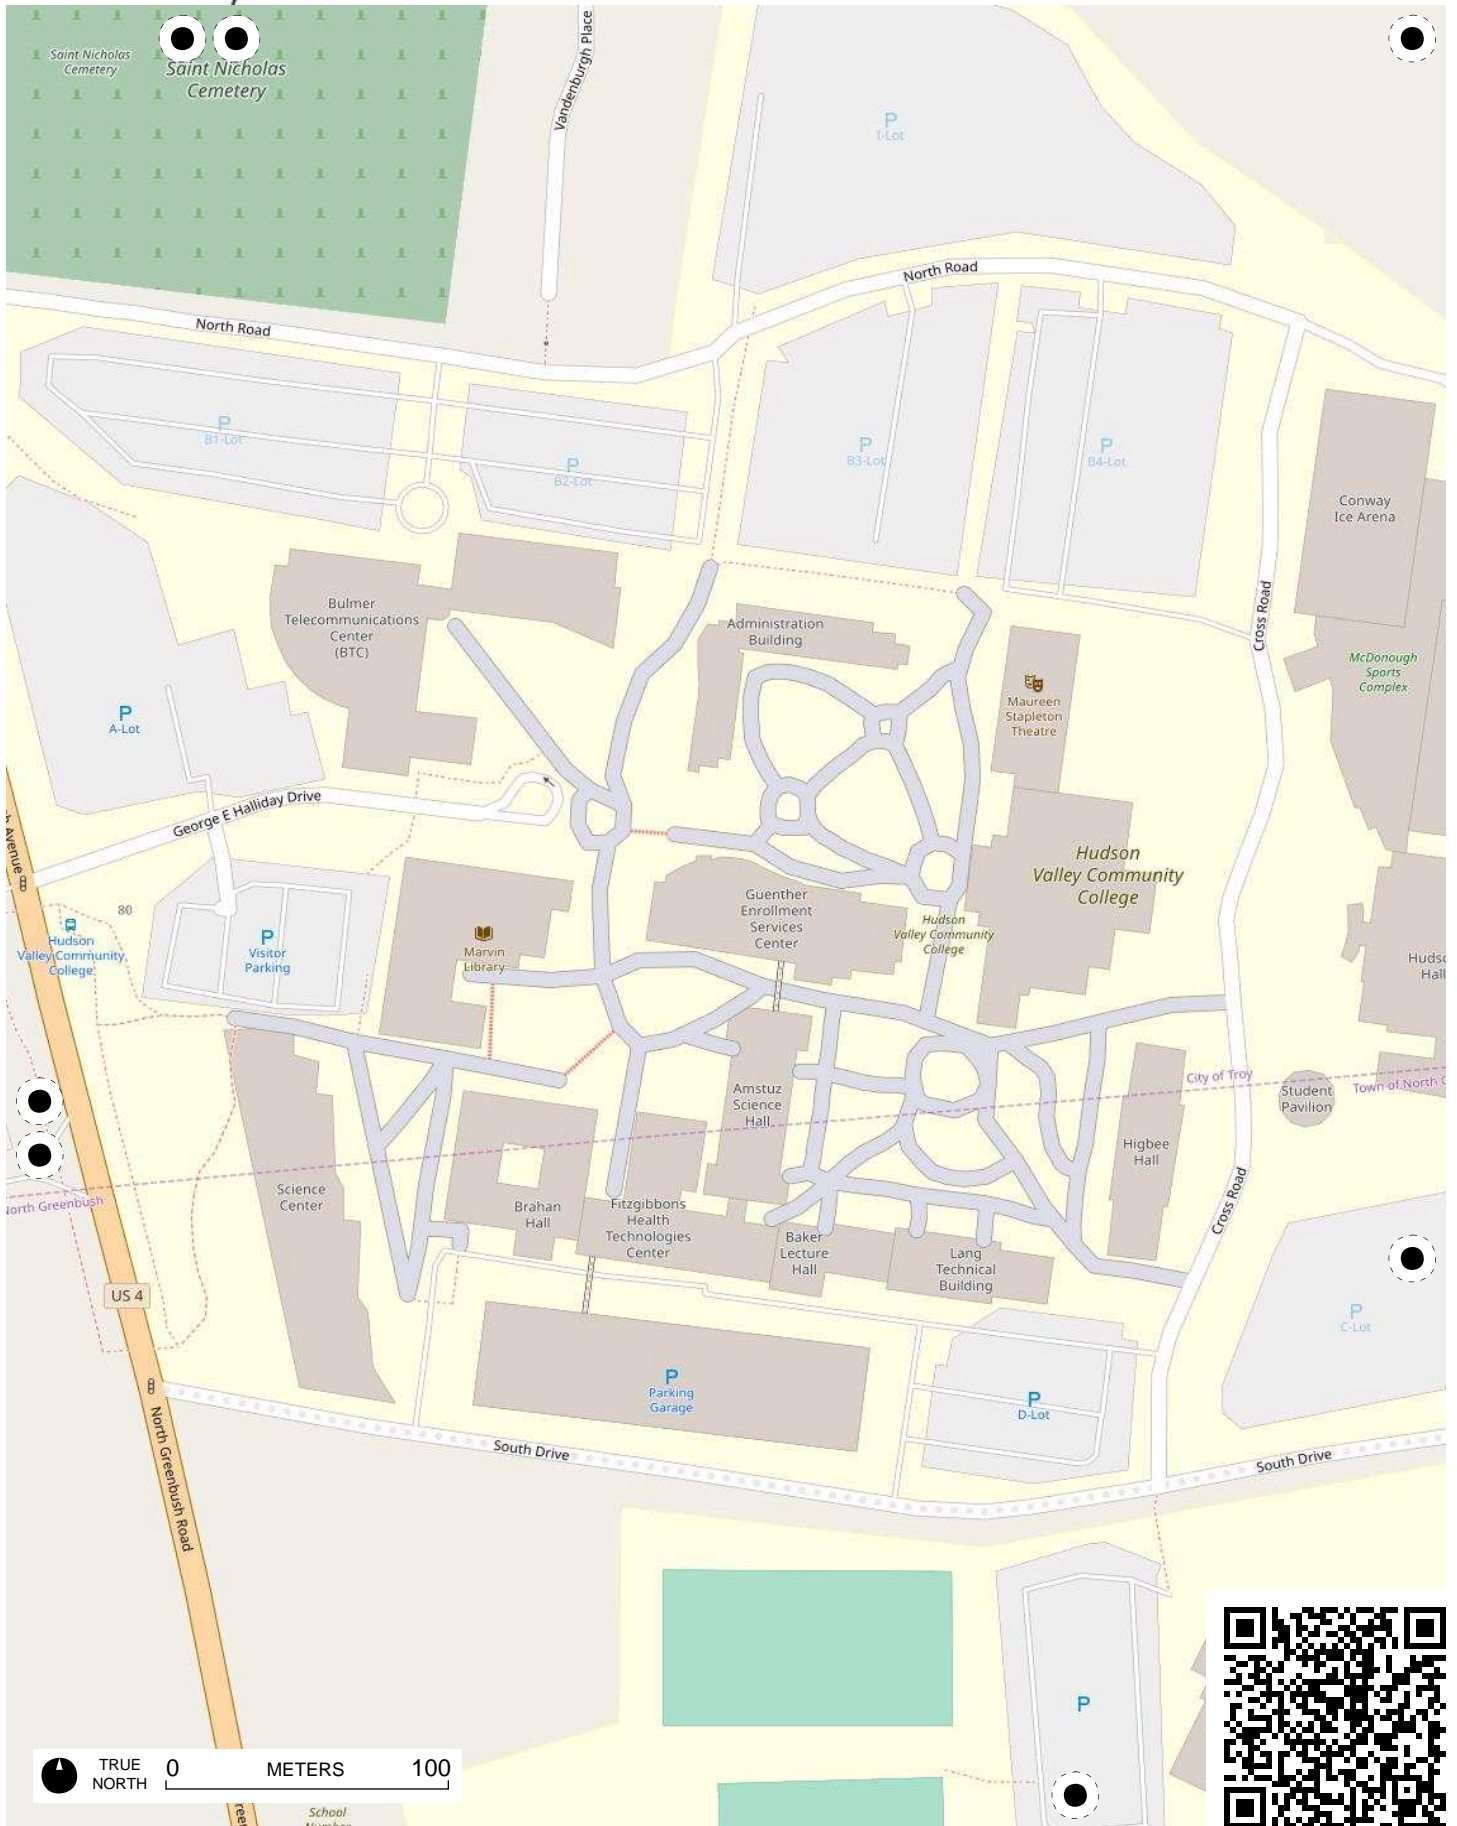 Saint Nicholas
Cemetery
Saint Nicholas
Cemetery
Vandenburgh Place
P
I-Lot
North Road
North Road
P
B1-Lot
P
B2-Lot
P
B3-Lot
P
B4-Lot
Conway
Ice Arena
Cross Road
Bulmer
Telecommunications
Center
(BTC)
Administration
Building
McDonough
Sports
Complex
Maureen
Stapleton
Theatre
P
A-Lot
George E Halliday Drive
Avenue
Hudson
Valley Community
College
Guenther
Enrollment
Services
Center
80
Hudson
Valley Community
College
Hudson
Valley Community
College
P
Visitor
Parking
Marvin
Library
Hall
City of Troy
Town of North
Student
Pavilion
Amstuz
Science
Hall
Higbee
Hall
North Greenbush
Science
Center
Brahan
Hall
Fitzgibbons
Health
Technologies
Center
Baker
Lecture
Hall
Lang
Technical
Building
Cross Road
US 4
P
C-Lot
P
Parking
Garage
P
D-Lot
South Drive
South Drive
North Greenbush Road
P
TRUE
NORTH
0 METERS 100
School